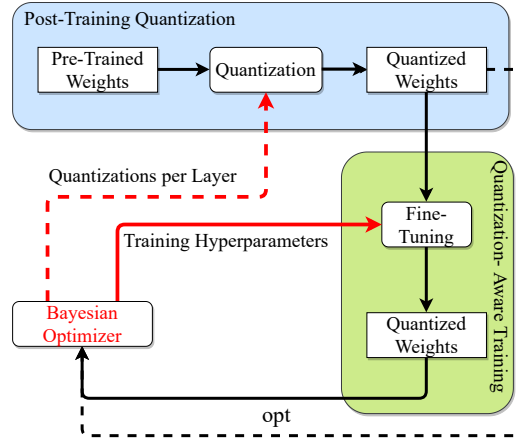 Post-Training Quantization
Pre-Trained
Weights
Quantization
Quantized
Weights
Quantizations per Layer
Training Hyperparameters
Fine-
Tuning
Quantization- Aware Training
Bayesian
Optimizer
Quantized
Weights
opt